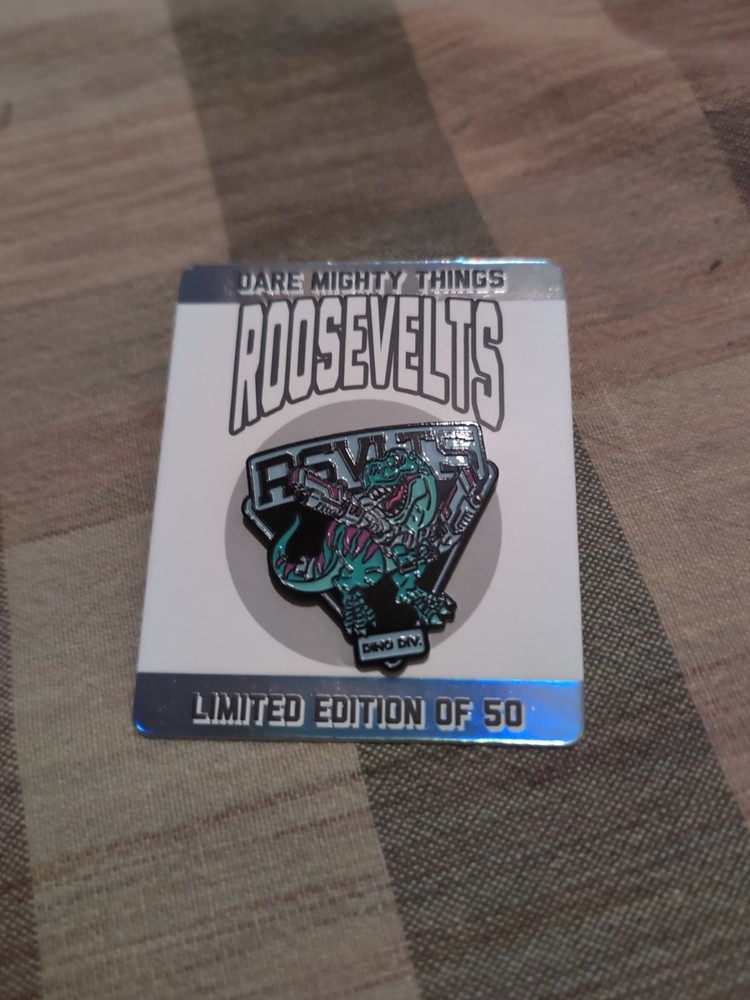 DARE MIGHTY THINGS
ROOSEVELTS
RSVLTS
DINO DIV.
LIMITED EDITION OF 50